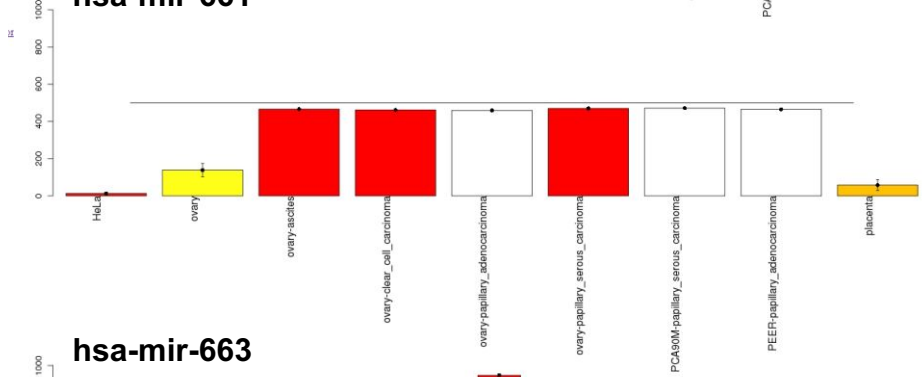 hsa-mir-661
PCA
1000
800
600
400
200
0
HeLa
ovary
ovary-ascites
ovary-clear_cell_carcinoma
ovary-papillary_adenocarcinoma
ovary-papillary_serous_carcinoma
PCA90M-papillary_serous_carcinoma
PEER-papillary_adenocarcinoma
placenta
hsa-mir-663
1000